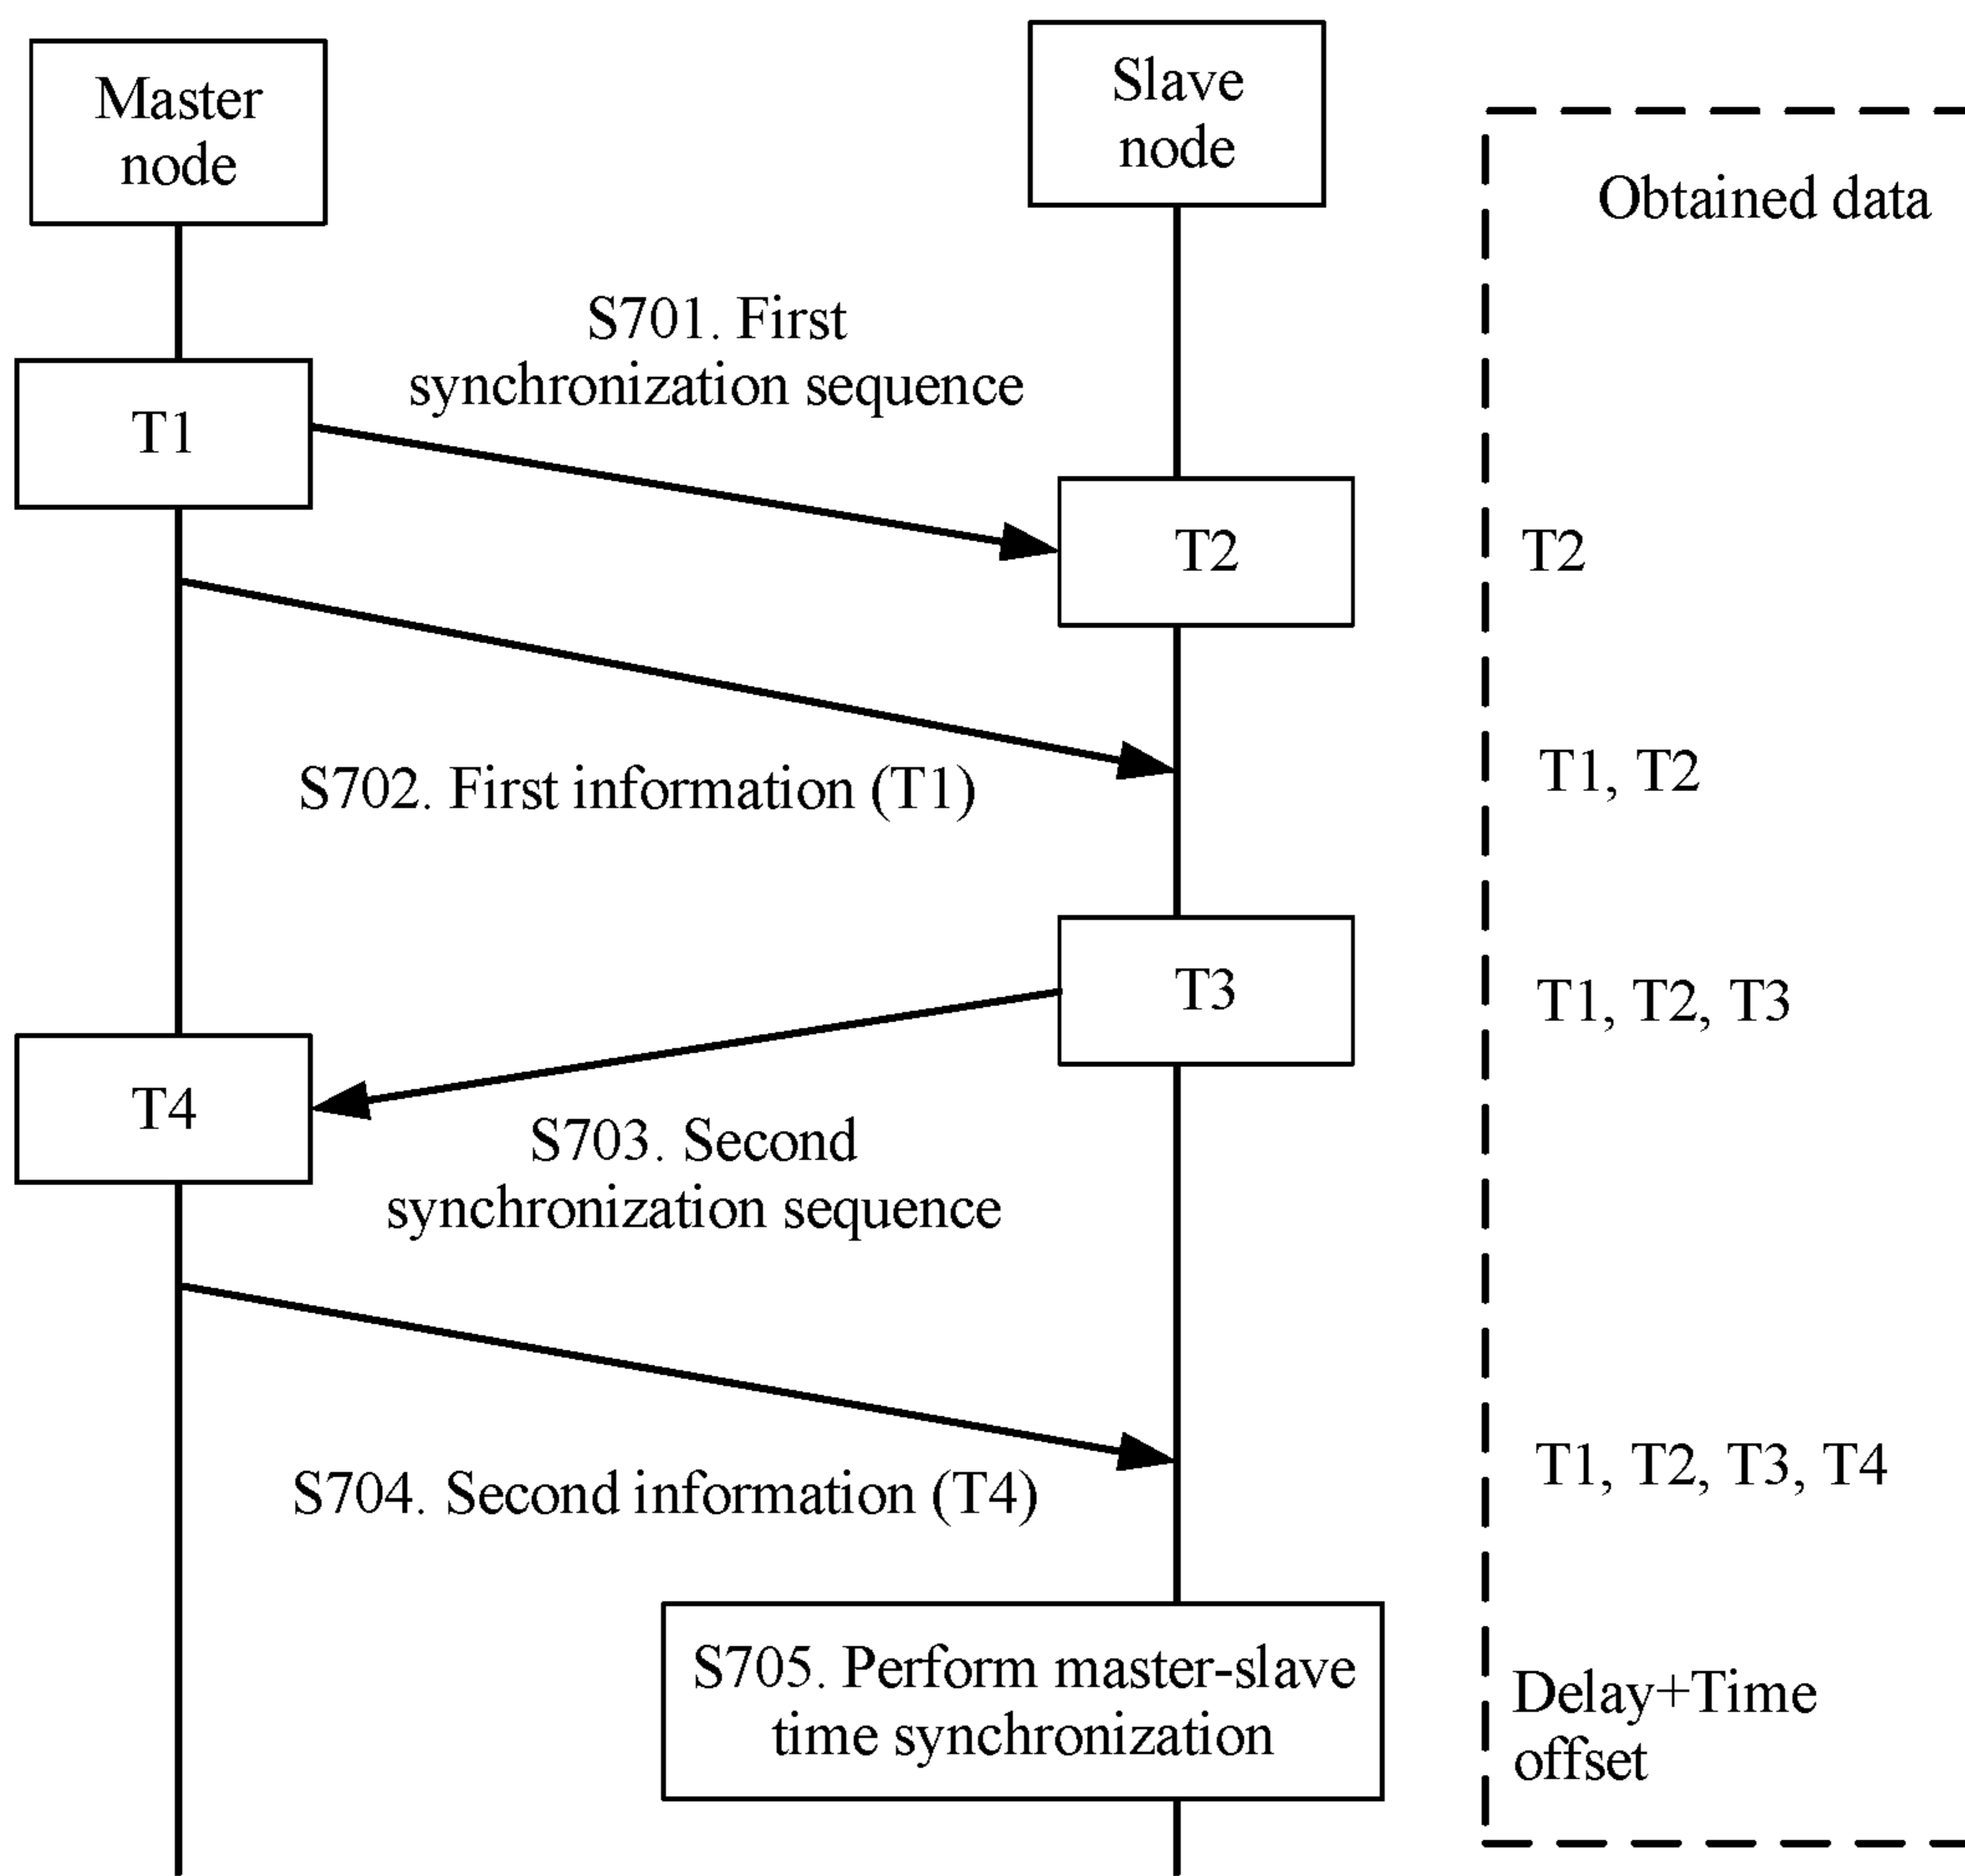 Master
node
Slave
node
Obtained data
S701. First
synchronization sequence
T1
T2
T2
S702. First information (T1)
T1, T2
T3
T1, T2, T3
T4
S703. Second
synchronization sequence
S704. Second information (T4)
T1, T2, T3, T4
S705. Perform master-slave
time synchronization
Delay+Time
offset